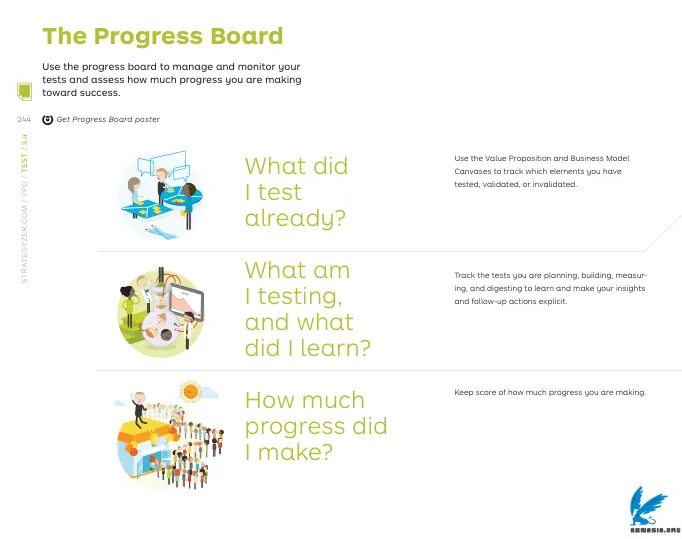 The Progress Board
Use the progress board to manage and monitor your
tests and assess how much progress you are making
toward success.
244
Get Progress Board poster
STRATEGYZER.COM / VPD / TEST / 3.4
What did
I test
already?
Use the Value Proposition and Business Model
Canvases to track which elements you have
tested, validated, or invalidated.
What am
I testing,
and what
did I learn?
Track the tests you are planning, building, measur-
ing, and digesting to learn and make your insights
and follow-up actions explicit.
How much
progress did
I make?
Keep score of how much progress you are making.
ABNASIA.ORG